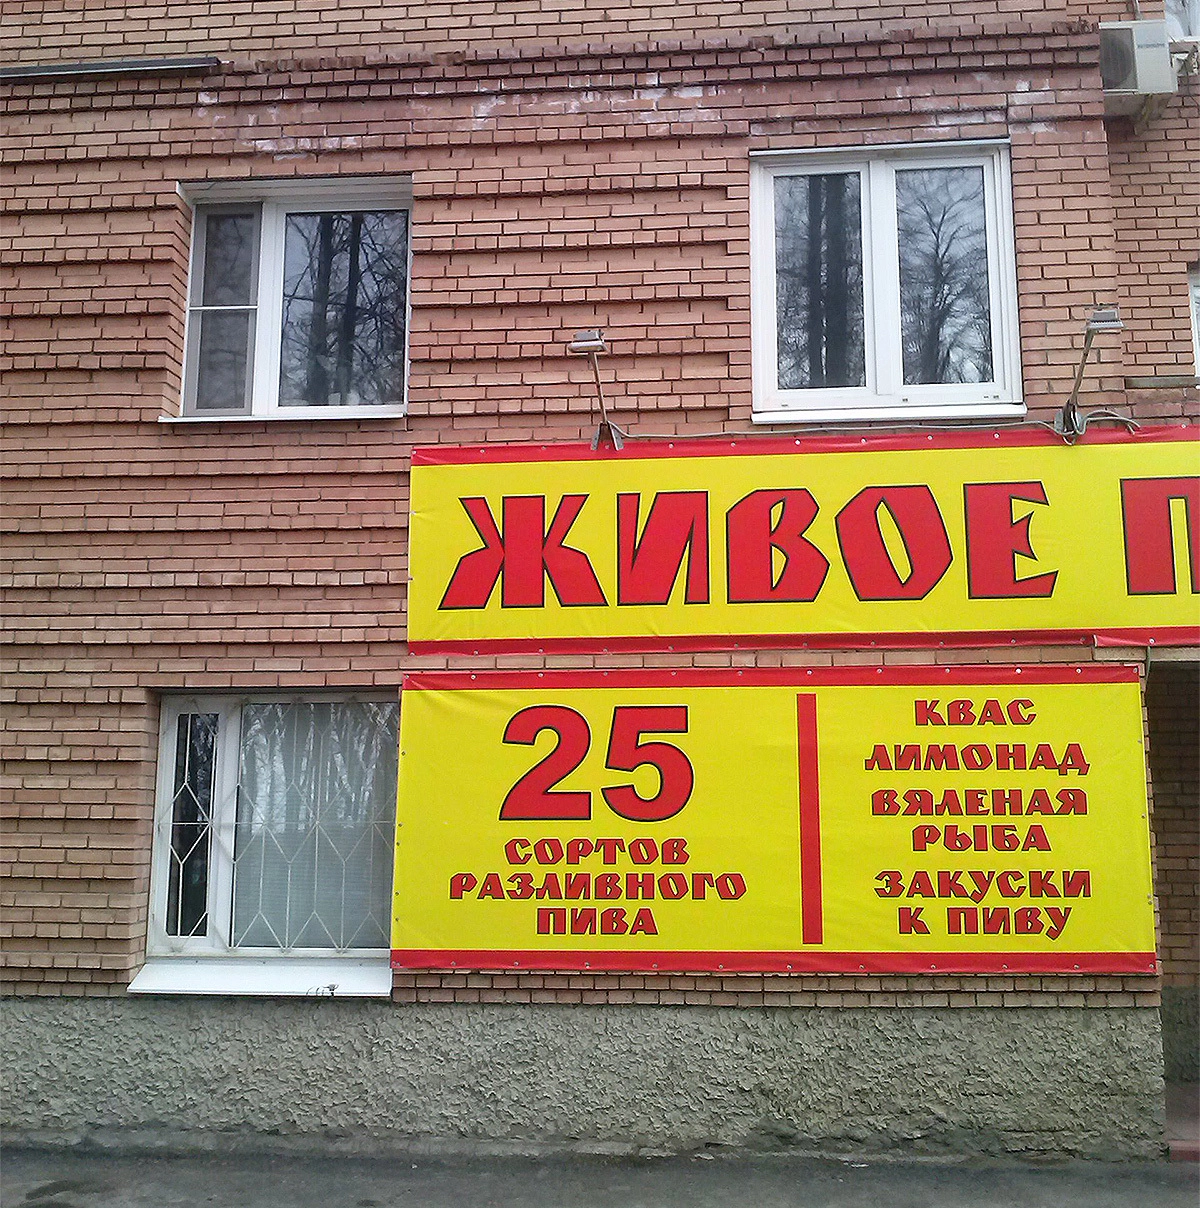 ЖИВОЕ П
25
СОРТОВ
РАЗЛИВНОГО
ПИВА
КВАС
ЛИМОНАД
ВЯЛЕНАЯ
РЫБА
ЗАКУСКИ
К ПИВУ